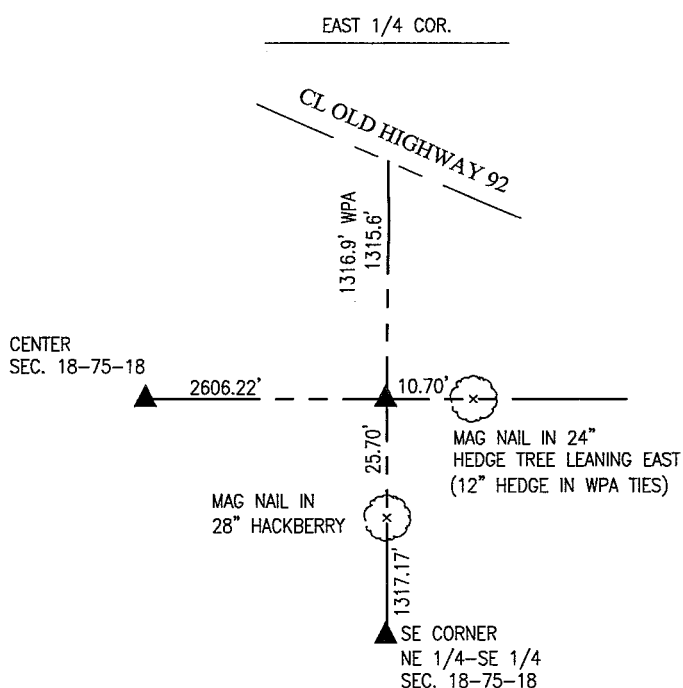 EAST 1/4 COR.
CL OLD HIGHWAY 92
1316.9' WPA
1315.6'
CENTER
SEC. 18-75-18
2606.22'
10.70'
25.70'
MAG NAIL IN 24"
HEDGE TREE LEANING EAST
(12" HEDGE IN WPA TIES)
MAG NAIL IN
28" HACKBERRY
1317.17'
SE CORNER
NE 1/4-SE 1/4
SEC. 18-75-18